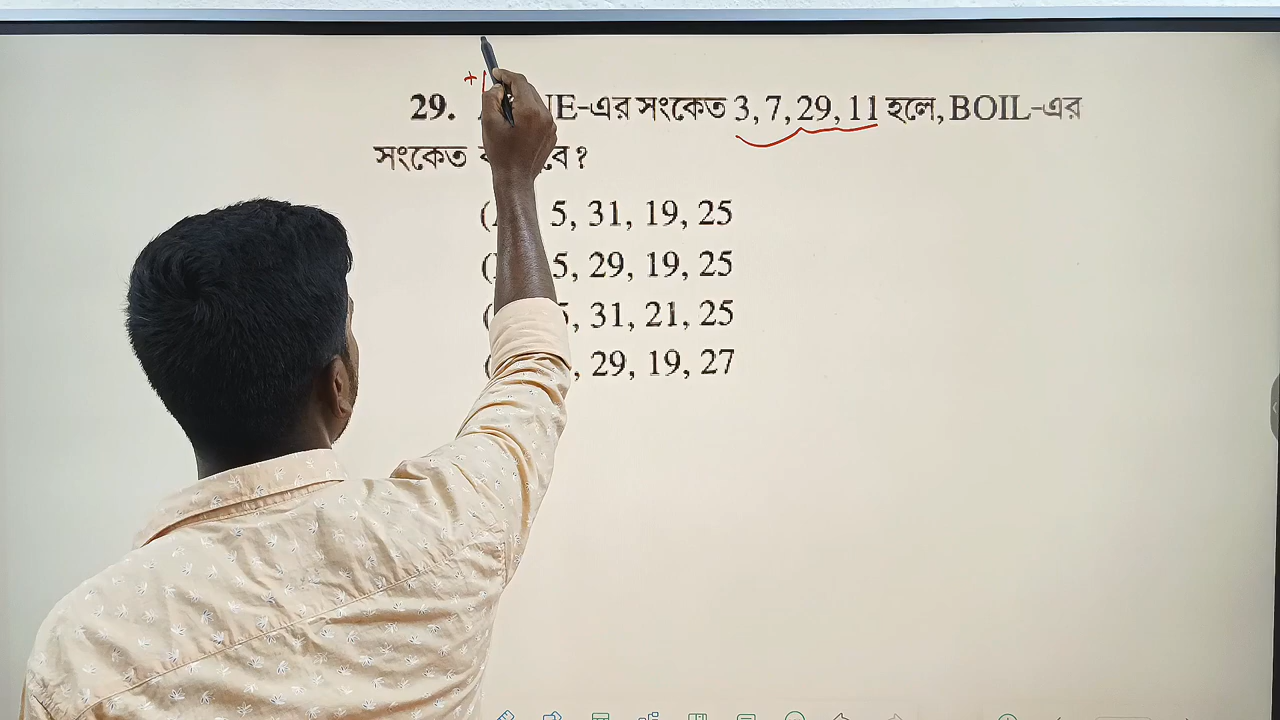 29. NE-এর সংকেত 3, 7, 29, 11 হলে, BOIL-এর
সংকেত ?
5, 31, 19, 25
5, 29, 19, 25
31, 21, 25
29, 19, 27